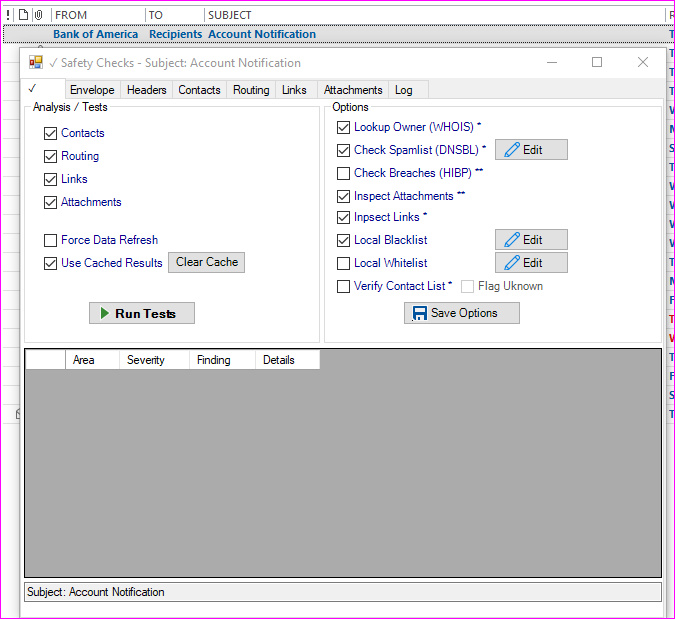 ! FROM TO SUBJECT
Bank of America Recipients Account Notification
✓ Safety Checks - Subject: Account Notification
✓ Envelope Headers Contacts Routing Links Attachments Log
Analysis / Tests
Contacts
Routing
Links
Attachments
Force Data Refresh
Use Cached Results Clear Cache
Run Tests
Options
Lookup Owner (WHOIS) *
Check Spamlist (DNSBL) * Edit
Check Breaches (HIBP) **
Inspect Attachments **
Inpsect Links *
Local Blacklist Edit
Local Whitelist Edit
Verify Contact List * Flag Uknown
Save Options
Area Severity Finding Details
Subject: Account Notification